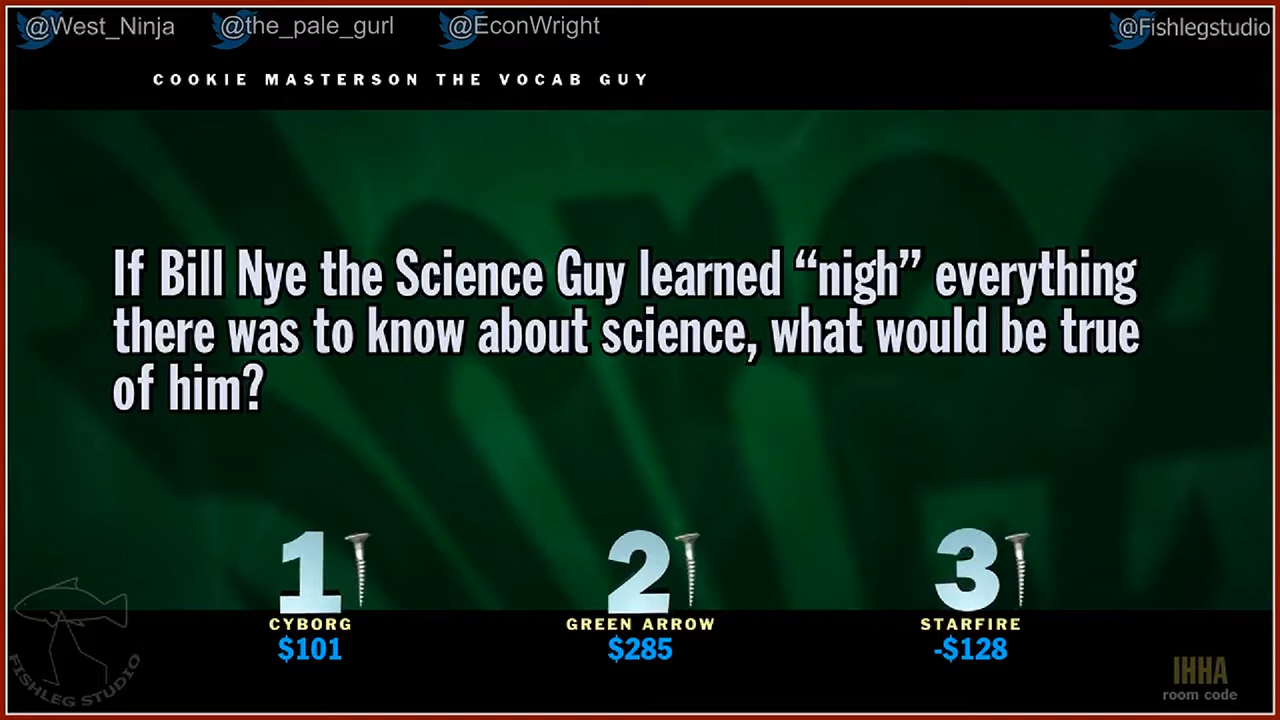 @West_Ninja @the_pale_gurl @EconWright @Fishlegstudio
COOKIE MASTERSON THE VOCAB GUY
If Bill Nye the Science Guy learned “nigh” everything
there was to know about science, what would be true
of him?
1 2 3
CYBORG GREEN ARROW STARFIRE
$101 $285 -$128
FISHLEG STUDIO
IHHA
room code